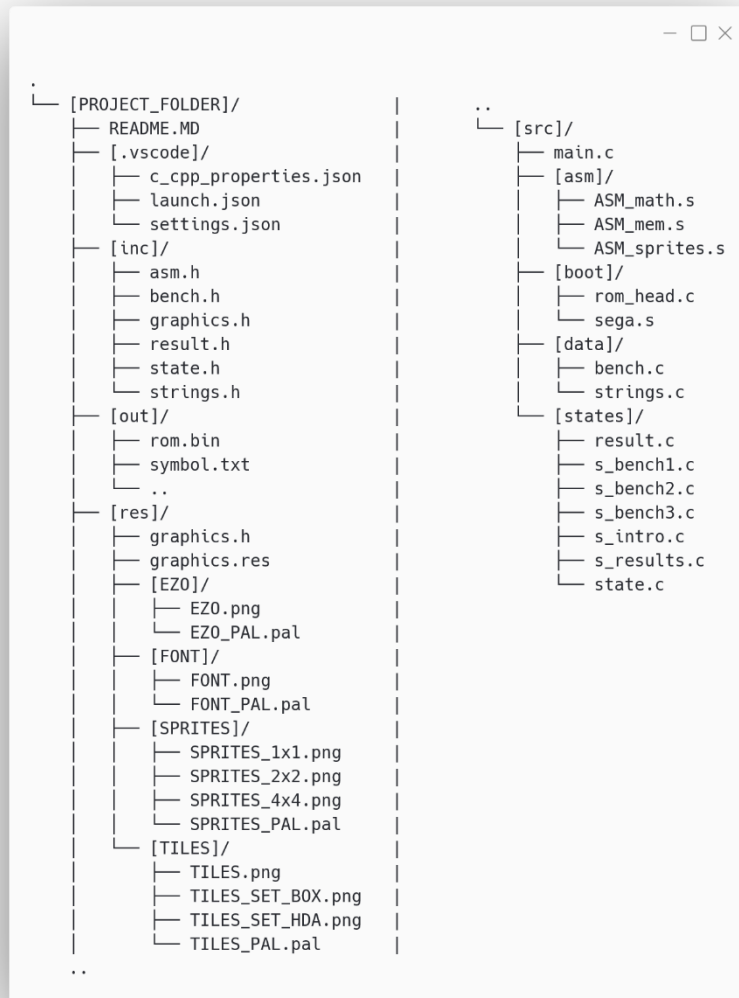 .
└── [PROJECT_FOLDER]/                |       ..
    ├── README.MD                    |       └── [src]/
    ├── [.vscode]/                   |           ├── main.c
    │   ├── c_cpp_properties.json    |           ├── [asm]/
    │   ├── launch.json              |           │   ├── ASM_math.s
    │   └── settings.json            |           │   ├── ASM_mem.s
    ├── [inc]/                       |           │   └── ASM_sprites.s
    │   ├── asm.h                    |           ├── [boot]/
    │   ├── bench.h                  |           │   ├── rom_head.c
    │   ├── graphics.h               |           │   └── sega.s
    │   ├── result.h                 |           ├── [data]/
    │   ├── state.h                  |           │   ├── bench.c
    │   └── strings.h                |           │   └── strings.c
    ├── [out]/                       |           └── [states]/
    │   ├── rom.bin                  |               ├── result.c
    │   ├── symbol.txt               |               ├── s_bench1.c
    │   └── ..                       |               ├── s_bench2.c
    ├── [res]/                       |               ├── s_bench3.c
    │   ├── graphics.h               |               ├── s_intro.c
    │   ├── graphics.res             |               ├── s_results.c
    │   ├── [EZO]/                   |               └── state.c
    │   │   ├── EZO.png              |
    │   │   └── EZO_PAL.pal          |
    │   ├── [FONT]/                  |
    │   │   ├── FONT.png             |
    │   │   └── FONT_PAL.pal         |
    │   ├── [SPRITES]/               |
    │   │   ├── SPRITES_1x1.png      |
    │   │   ├── SPRITES_2x2.png      |
    │   │   ├── SPRITES_4x4.png      |
    │   │   └── SPRITES_PAL.pal      |
    │   └── [TILES]/                 |
    │       ├── TILES.png            |
    │       ├── TILES_SET_BOX.png    |
    │       ├── TILES_SET_HDA.png    |
    │       └── TILES_PAL.pal        |
    ..